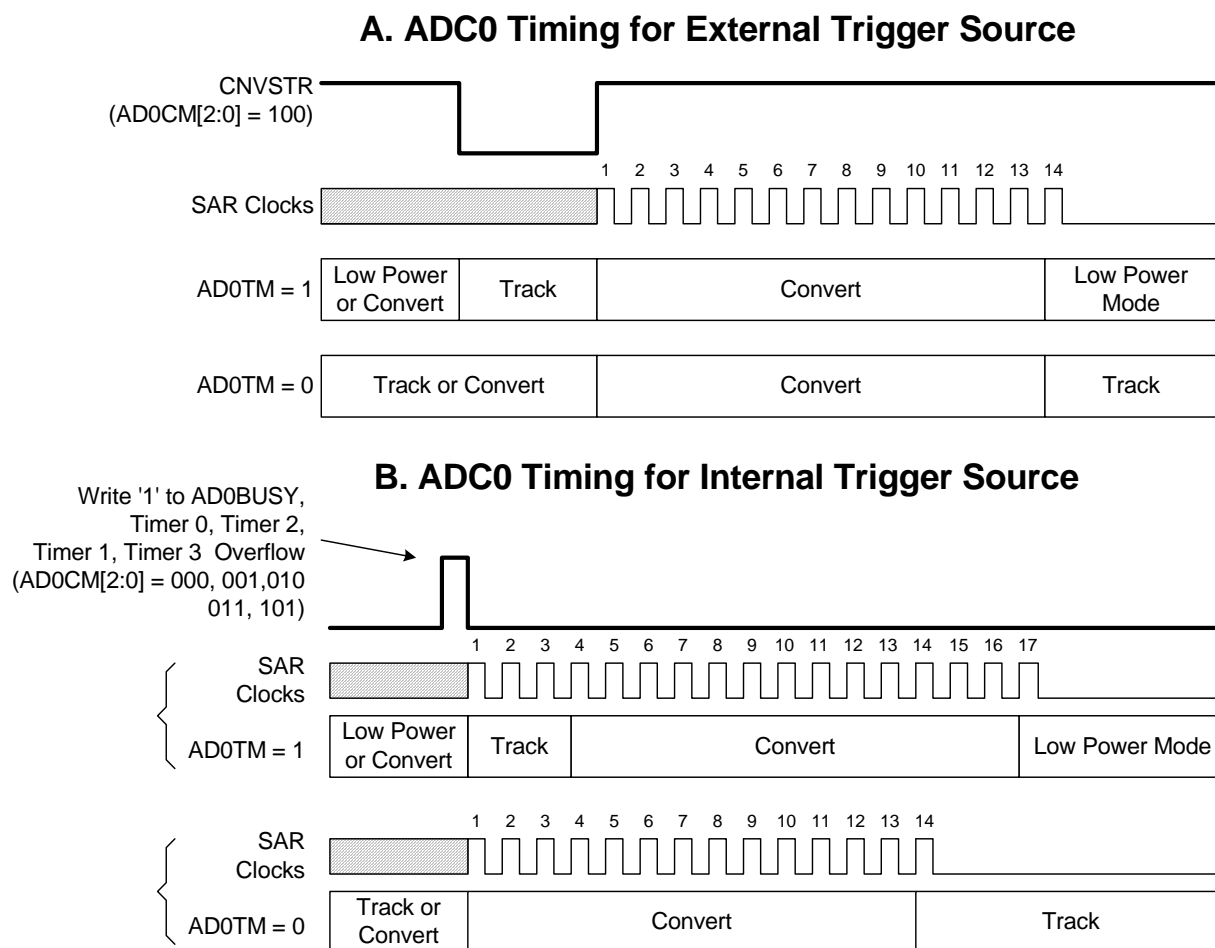 A. ADC0 Timing for External Trigger Source
CNVSTR
(AD0CM[2:0] = 100)
1 2 3 4 5 6 7 8 9 10 11 12 13 14
SAR Clocks
AD0TM = 1
Low Power
or Convert
Track
Convert
Low Power
Mode
AD0TM = 0
Track or Convert
Convert
Track
B. ADC0 Timing for Internal Trigger Source
Write '1' to AD0BUSY,
Timer 0, Timer 2,
Timer 1, Timer 3 Overflow
(AD0CM[2:0] = 000, 001,010
011, 101)
1 2 3 4 5 6 7 8 9 10 11 12 13 14 15 16 17
SAR
Clocks
AD0TM = 1
Low Power
or Convert
Track
Convert
Low Power Mode
1 2 3 4 5 6 7 8 9 10 11 12 13 14
SAR
Clocks
AD0TM = 0
Track or
Convert
Convert
Track